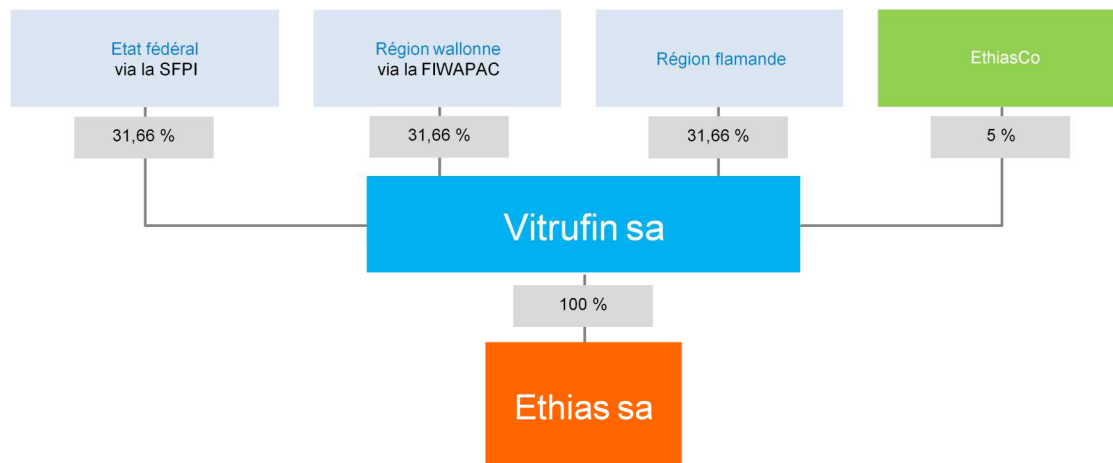 Etat fédéral
via la SFPI
Région wallonne
via la FIWAPAC
Région flamande
EthiasCo
31,66 %
31,66 %
31,66 %
5 %
Vitrufin sa
100 %
Ethias sa